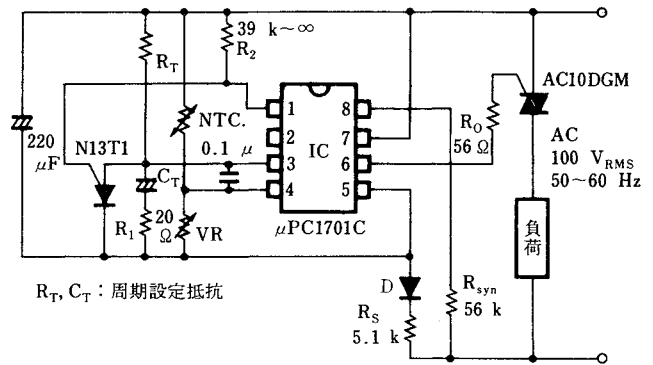 39 k～∞
R2
RT
AC10DGM
1
8
NTC.
2
IC
7
RO
56 Ω
AC
100 VRMS
50～60 Hz
220
μF
N13T1
0.1 μ
3
6
CT
4
5
μPC1701C
R1
20
Ω
VR
負荷
D
Rsyn
56 k
RS
5.1 k
RT, CT：周期設定抵抗